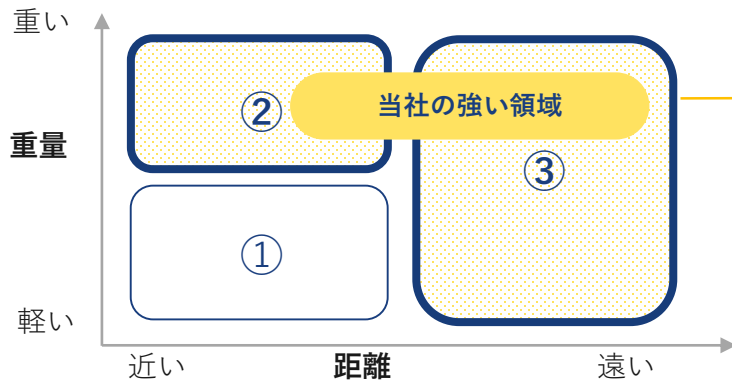 重い
② 当社の強い領域
重量
③
①
軽い
近い 距離 遠い